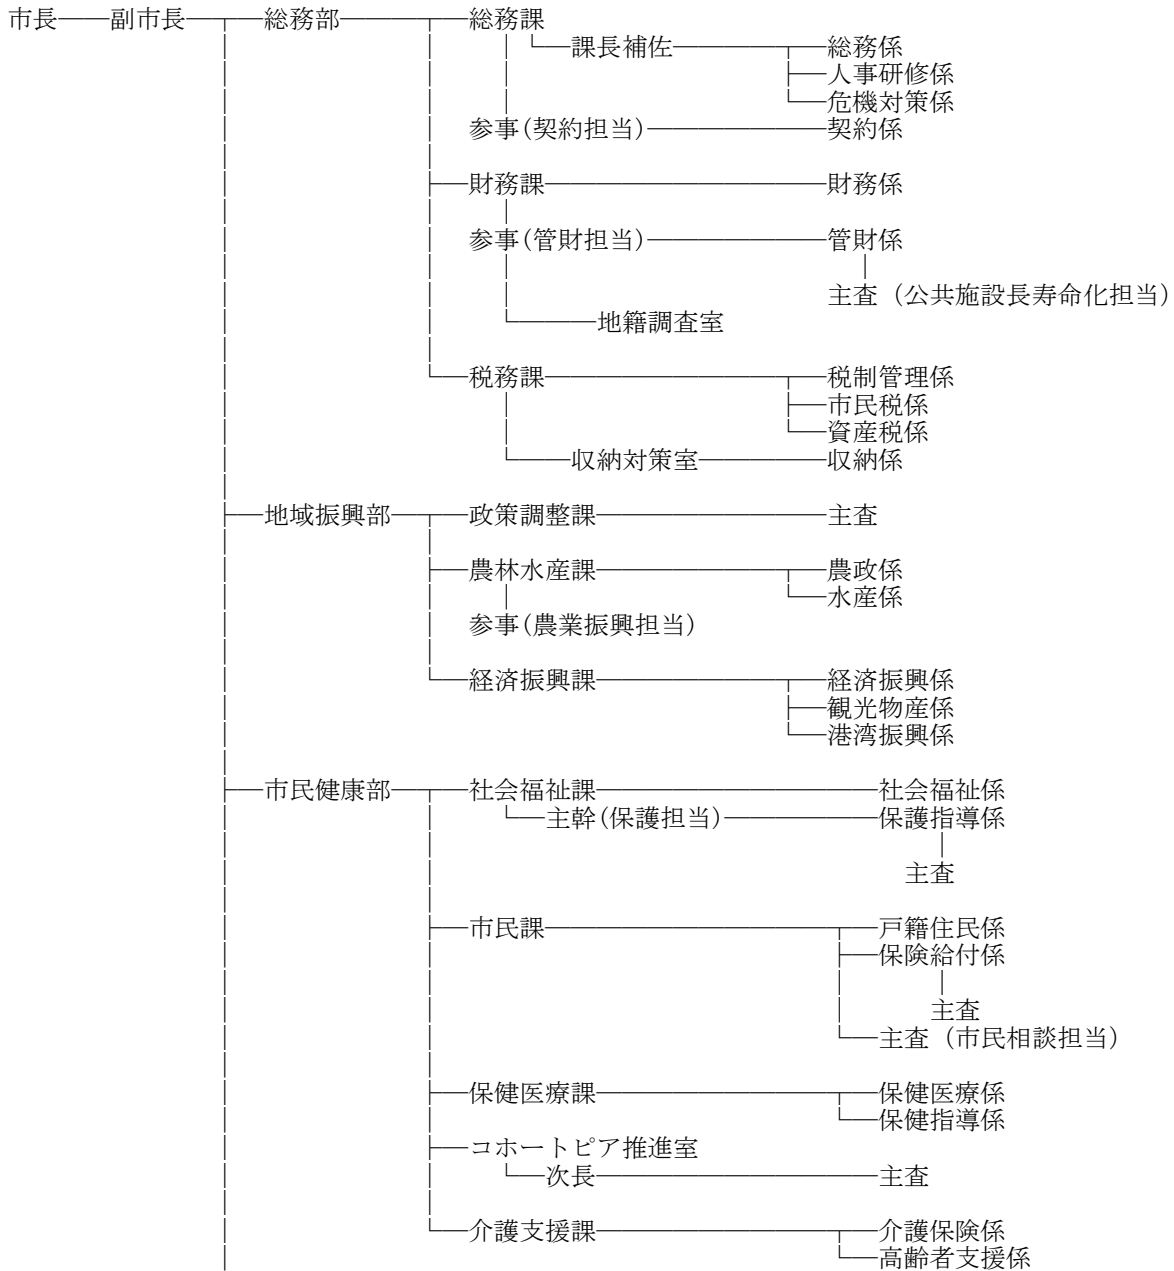 市長 副市長 総務部 総務課
課長補佐 総務係
人事研修係
危機対策係
参事(契約担当) 契約係
財務課 財務係
参事(管財担当) 管財係
主査（公共施設長寿命化担当）
地籍調査室
税務課 税制管理係
市民税係
資産税係
収納対策室 収納係
地域振興部 政策調整課 主査
農林水産課 農政係
水産係
参事(農業振興担当)
経済振興課 経済振興係
観光物産係
港湾振興係
市民健康部 社会福祉課 社会福祉係
主幹(保護担当) 保護指導係
主査
市民課 戸籍住民係
保険給付係
主査
主査（市民相談担当）
保健医療課 保健医療係
保健指導係
コホートピア推進室
次長 主査
介護支援課 介護保険係
高齢者支援係